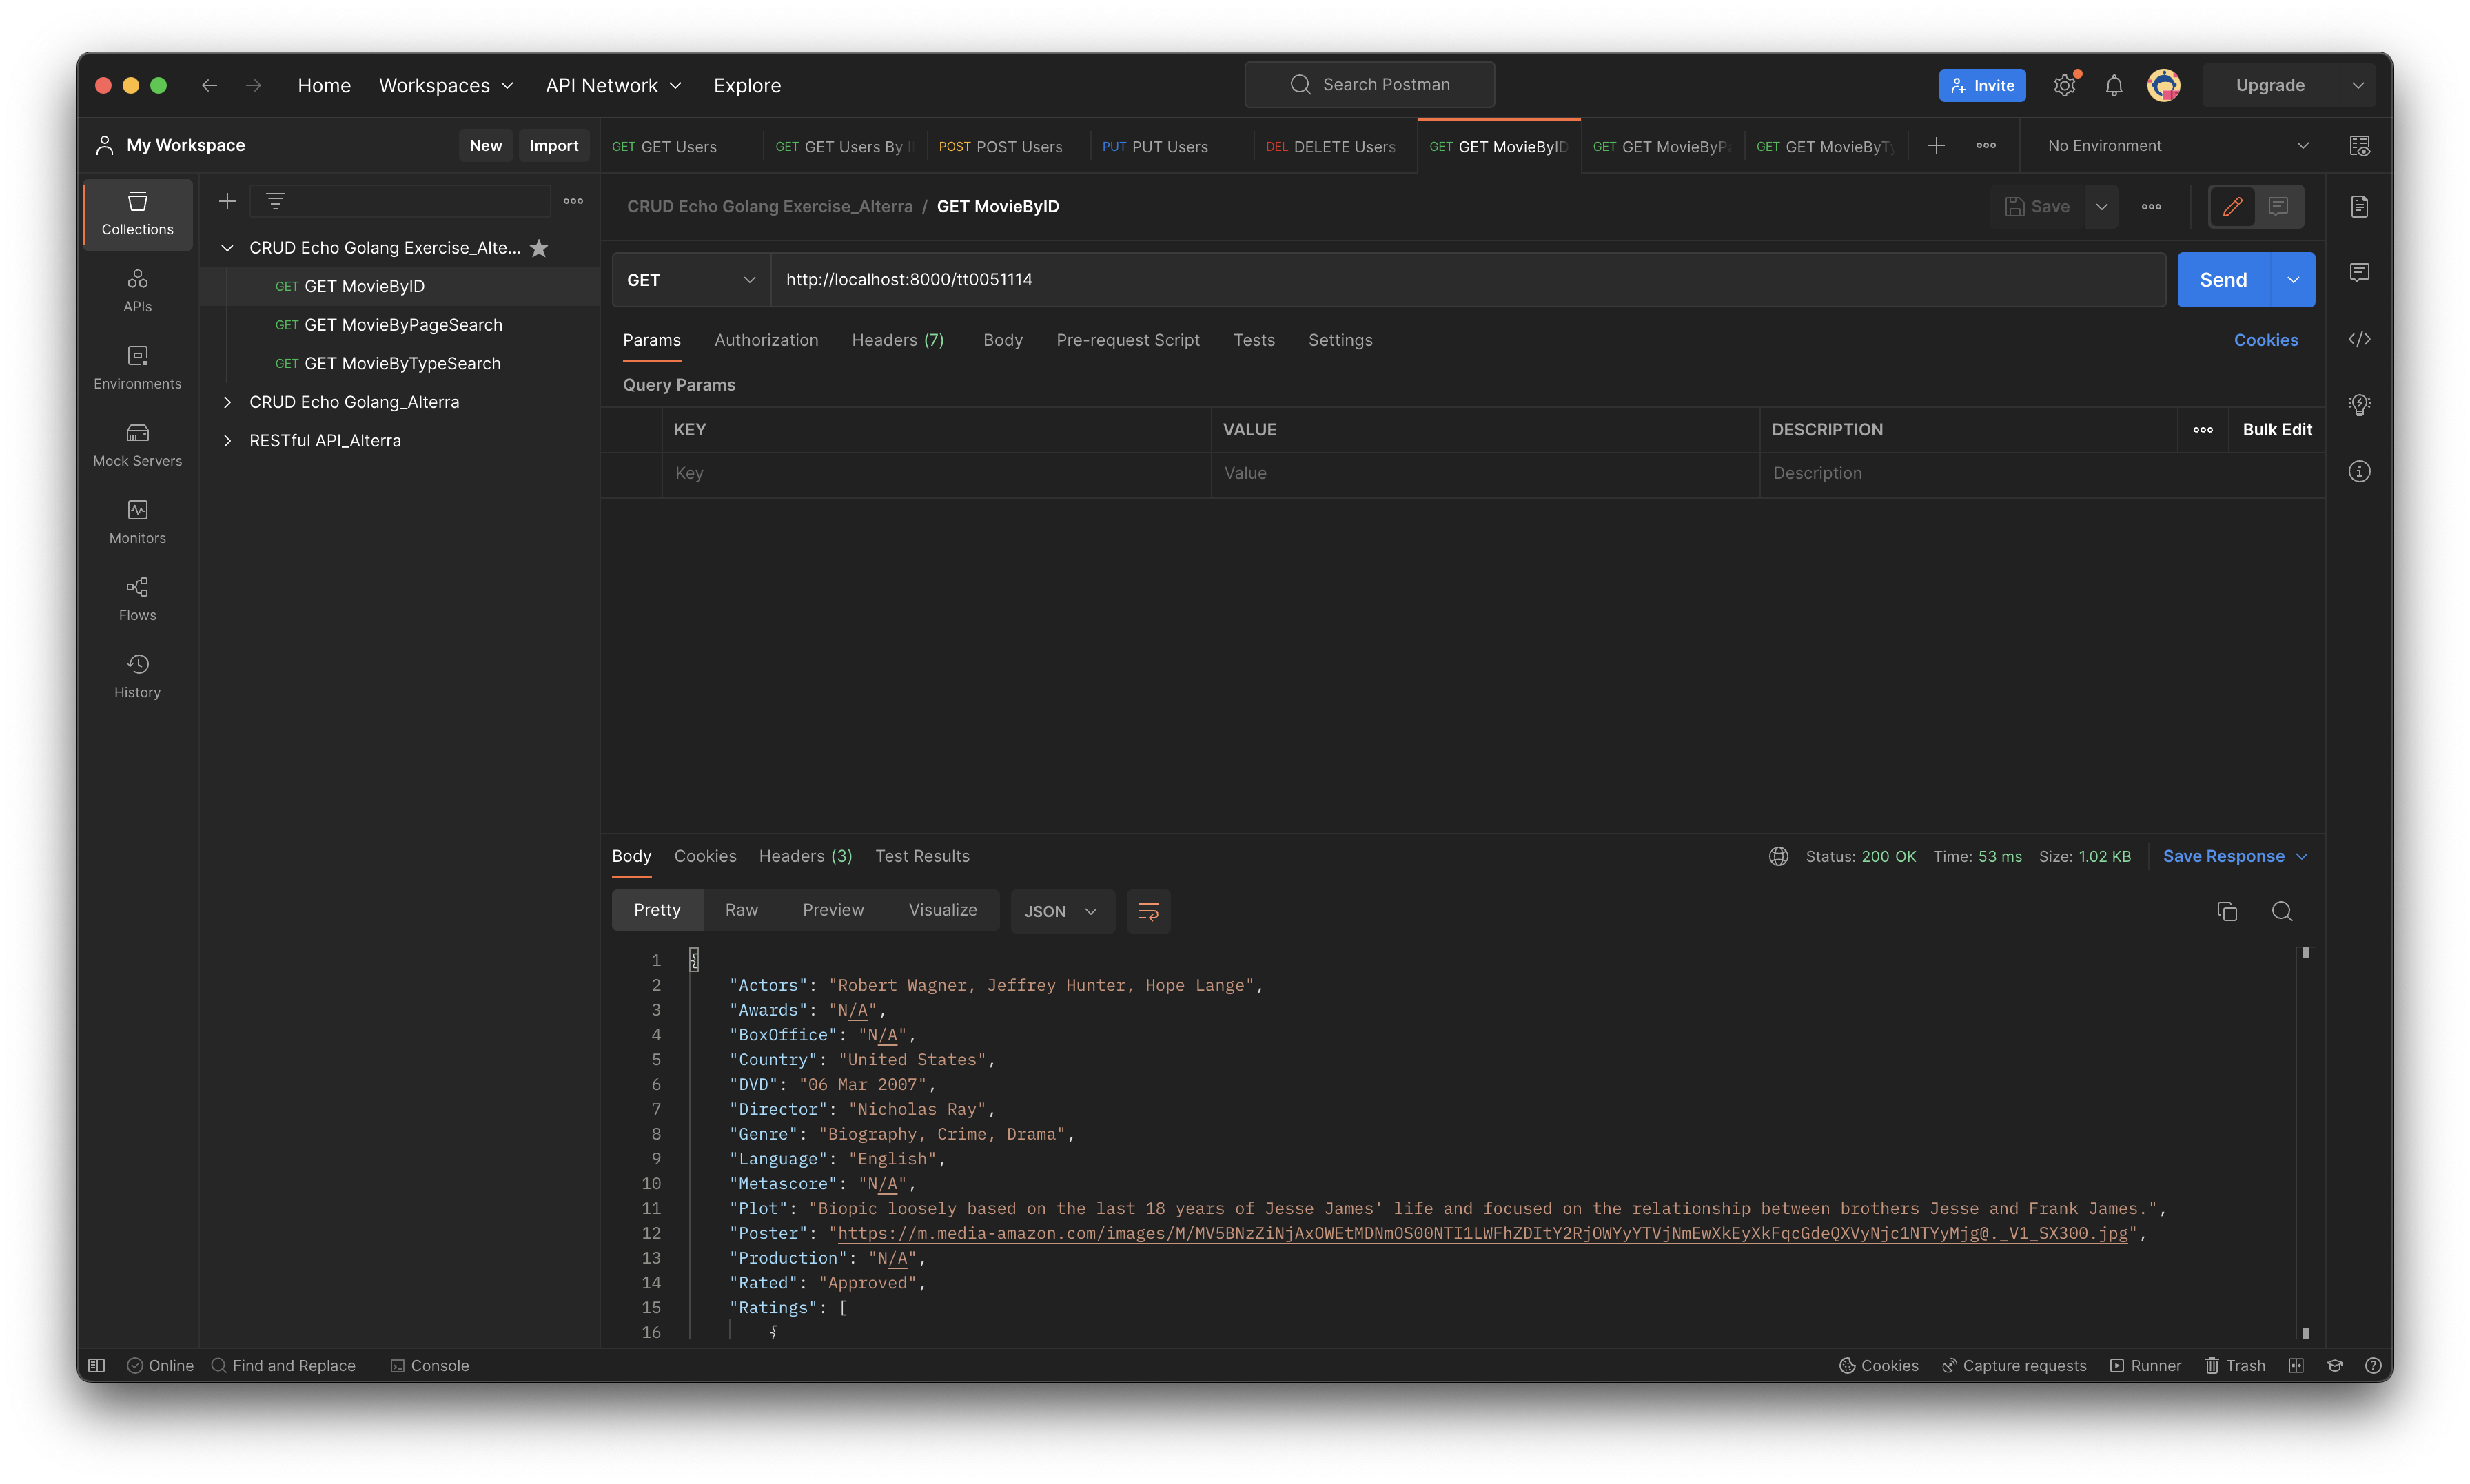 Home Workspaces API Network Explore Search Postman Invite Upgrade
My Workspace New Import
GET GET Users GET GET Users By POST POST Users PUT PUT Users DEL DELETE Users GET GET MovieByID GET GET MovieByP GET GET MovieByTy No Environment
Collections
APIs
Environments
Mock Servers
Monitors
Flows
History
CRUD Echo Golang Exercise_Alte...
GET GET MovieByID
GET GET MovieByPageSearch
GET GET MovieByTypeSearch
CRUD Echo Golang_Alterra
RESTful API_Alterra
CRUD Echo Golang Exercise_Alterra / GET MovieByID Save
GET http://localhost:8000/tt0051114 Send
Params Authorization Headers (7) Body Pre-request Script Tests Settings Cookies
Query Params
KEY VALUE DESCRIPTION Bulk Edit
Key Value Description
Body Cookies Headers (3) Test Results Status: 200 OK Time: 53 ms Size: 1.02 KB Save Response
Pretty Raw Preview Visualize JSON
1 {
2 "Actors": "Robert Wagner, Jeffrey Hunter, Hope Lange",
3 "Awards": "N/A",
4 "BoxOffice": "N/A",
5 "Country": "United States",
6 "DVD": "06 Mar 2007",
7 "Director": "Nicholas Ray",
8 "Genre": "Biography, Crime, Drama",
9 "Language": "English",
10 "Metascore": "N/A",
11 "Plot": "Biopic loosely based on the last 18 years of Jesse James' life and focused on the relationship between brothers Jesse and Frank James.",
12 "Poster": "https://m.media-amazon.com/images/M/MV5BNzZiNjAxOWEtMDNmOS00NTI1LWFhZDItY2RjOWYyYTVjNmEwXkEyXkFqcGdeQXVyNjc1NTYyMjg@._V1_SX300.jpg",
13 "Production": "N/A",
14 "Rated": "Approved",
15 "Ratings": [
16 {
Online Find and Replace Console Cookies Capture requests Runner Trash